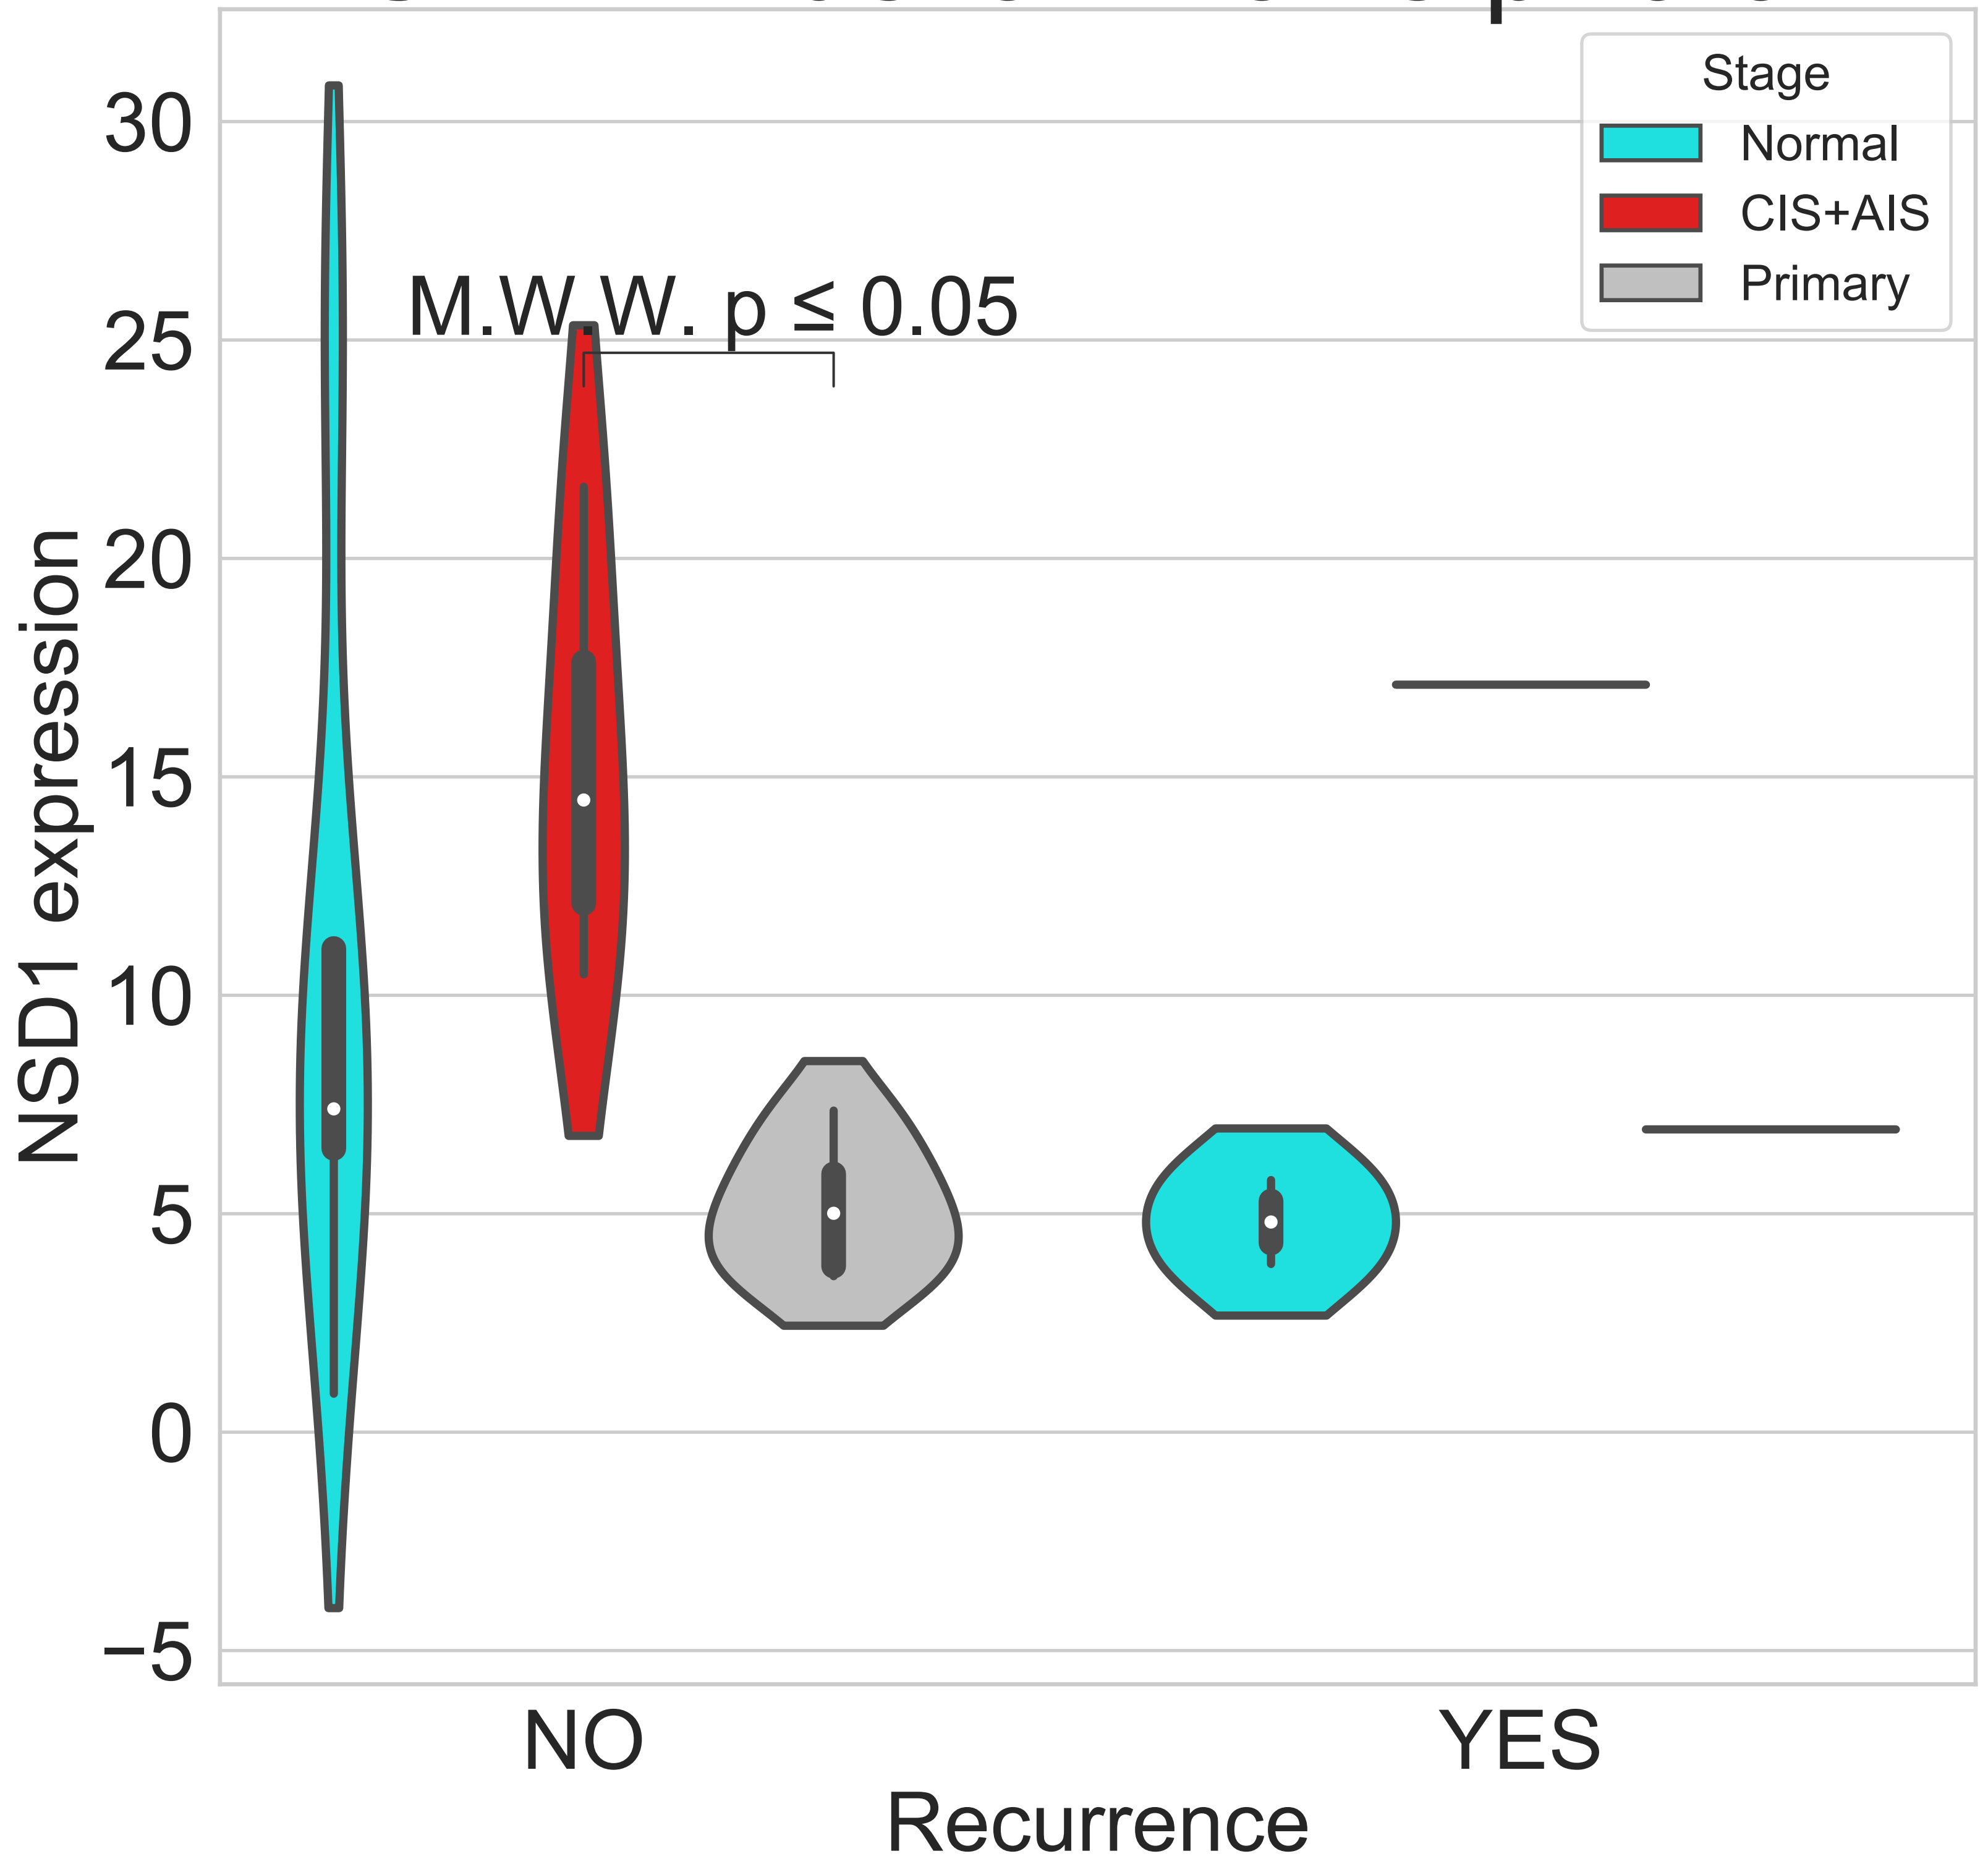 Stage
Normal
CIS+AIS
Primary
M.W.W. p ≤ 0.05
30
25
20
15
10
5
0
−5
NSD1 expression
NO
YES
Recurrence